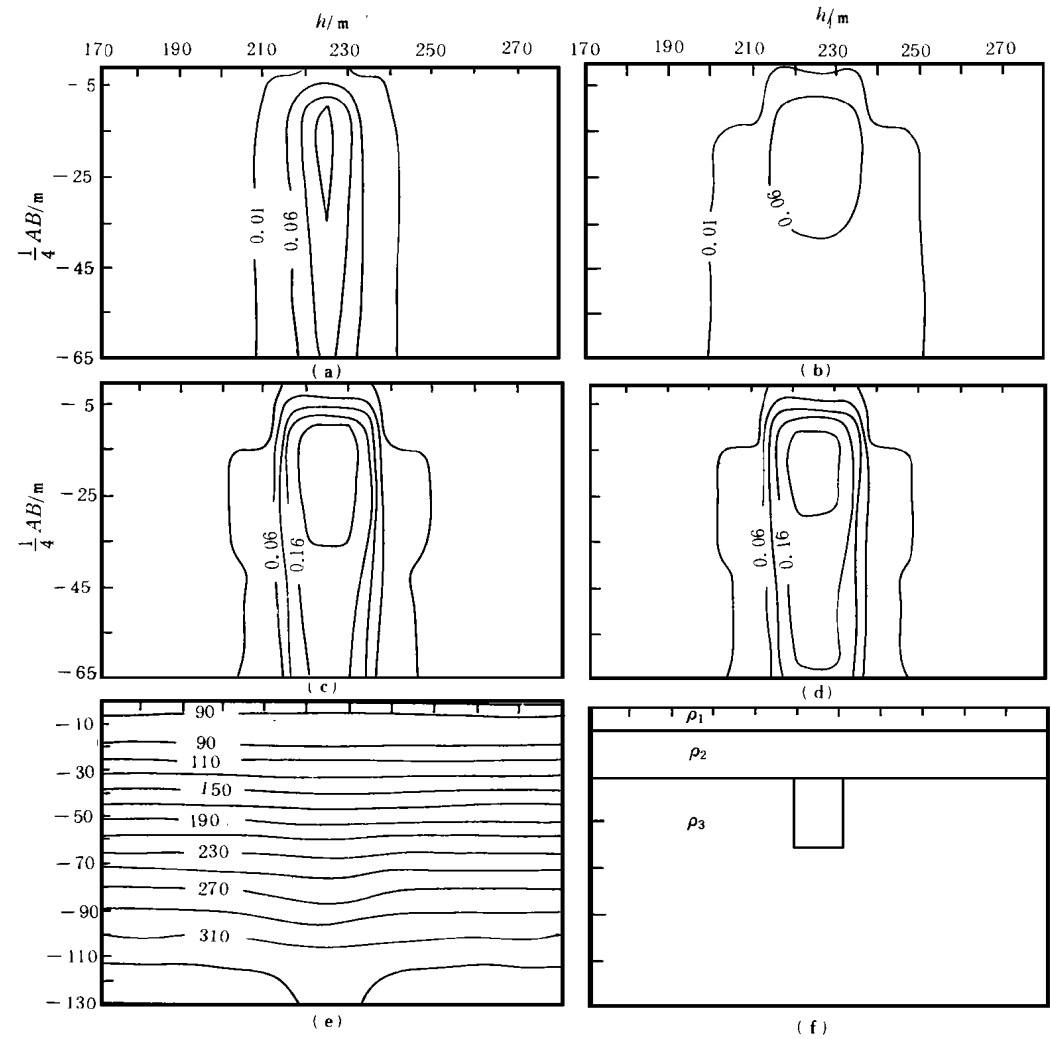 h/m h/m
170 190 210 230 250 270 170 190 210 230 250 270
- 5
- 25
- 45
- 65
1/4 AB/m
0.01 0.06
(a)
0.01 0.06
(b)
- 5
- 25
- 45
- 65
1/4 AB/m
0.06 0.16
(c)
0.06 0.16
(d)
- 10
- 30
- 50
- 70
- 90
- 110
- 130
90
90
110
150
190
230
270
310
(e)
ρ1
ρ2
ρ3
(f)